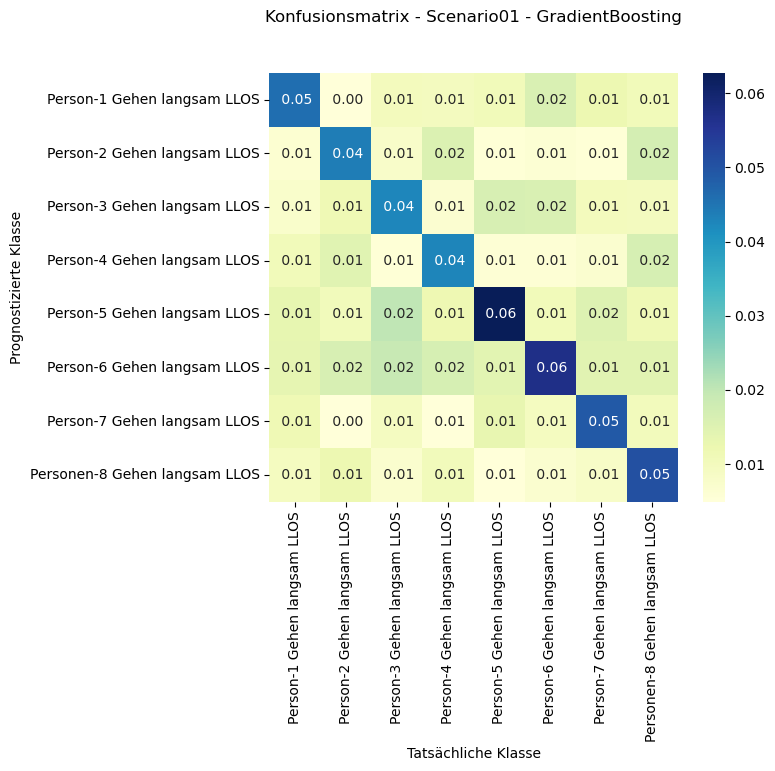 Konfusionsmatrix - Scenario01 - GradientBoosting
Prognostizierte Klasse
Person-1 Gehen langsam LLOS 0.05 0.00 0.01 0.01 0.01 0.02 0.01 0.01
Person-2 Gehen langsam LLOS 0.01 0.04 0.01 0.02 0.01 0.01 0.01 0.02
Person-3 Gehen langsam LLOS 0.01 0.01 0.04 0.01 0.02 0.02 0.01 0.01
Person-4 Gehen langsam LLOS 0.01 0.01 0.01 0.04 0.01 0.01 0.01 0.02
Person-5 Gehen langsam LLOS 0.01 0.01 0.02 0.01 0.06 0.01 0.02 0.01
Person-6 Gehen langsam LLOS 0.01 0.02 0.02 0.02 0.01 0.06 0.01 0.01
Person-7 Gehen langsam LLOS 0.01 0.00 0.01 0.01 0.01 0.01 0.05 0.01
Personen-8 Gehen langsam LLOS 0.01 0.01 0.01 0.01 0.01 0.01 0.01 0.05
0.06
0.05
0.04
0.03
0.02
0.01
Person-1 Gehen langsam LLOS
Person-2 Gehen langsam LLOS
Person-3 Gehen langsam LLOS
Person-4 Gehen langsam LLOS
Person-5 Gehen langsam LLOS
Person-6 Gehen langsam LLOS
Person-7 Gehen langsam LLOS
Personen-8 Gehen langsam LLOS
Tatsächliche Klasse